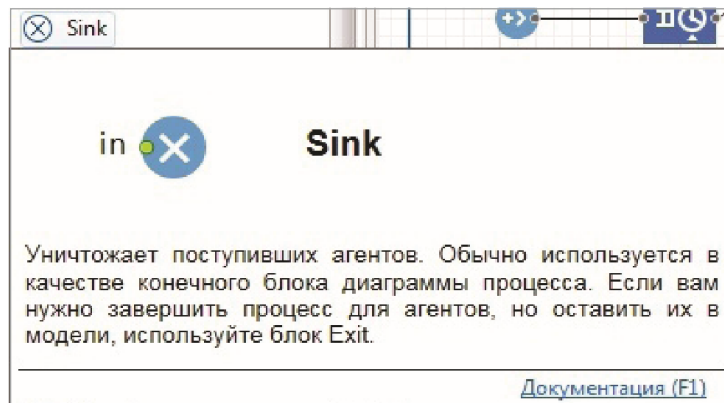 Sink
in
Sink
Уничтожает поступивших агентов. Обычно используется в
качестве конечного блока диаграммы процесса. Если вам
нужно завершить процесс для агентов, но оставить их в
модели, используйте блок Exit.
Документация (F1)